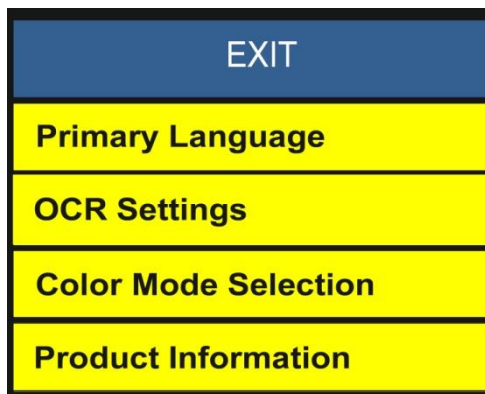 EXIT
Primary Language
OCR Settings
Color Mode Selection
Product Information